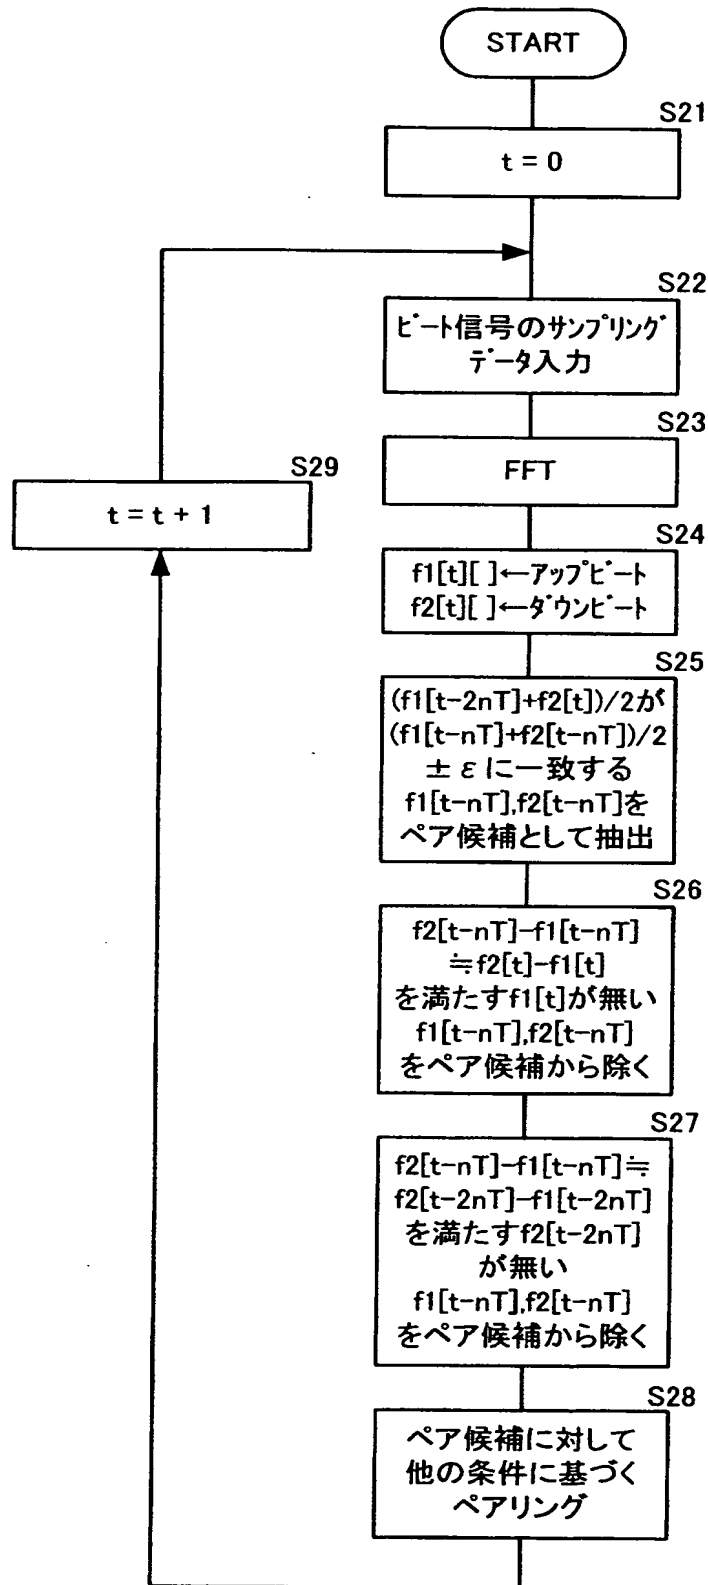 START
S21
t = 0
S22
ビート信号のサンプリング
データ入力
S23
FFT
S29
t = t + 1
S24
f1[t][ ]←アップビート
f2[t][ ]←ダウンビート
S25
(f1[t-2nT]+f2[t])/2が
(f1[t-nT]+f2[t-nT])/2
±εに一致する
f1[t-nT],f2[t-nT]を
ペア候補として抽出
S26
f2[t-nT]-f1[t-nT]
≒f2[t]-f1[t]
を満たすf1[t]が無い
f1[t-nT],f2[t-nT]
をペア候補から除く
S27
f2[t-nT]-f1[t-nT]≒
f2[t-2nT]-f1[t-2nT]
を満たすf2[t-2nT]
が無い
f1[t-nT],f2[t-nT]
をペア候補から除く
S28
ペア候補に対して
他の条件に基づく
ペアリング